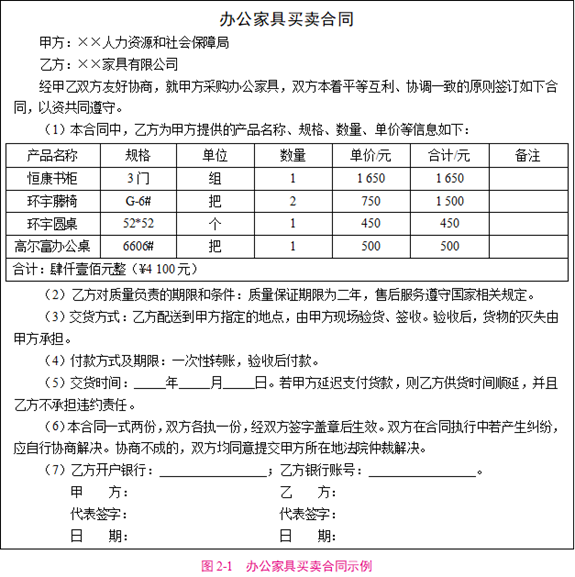 办公家具买卖合同
甲方：××人力资源和社会保障局
乙方：××家具有限公司
经甲乙双方友好协商，就甲方采购办公家具，双方本着平等互利、协调一致的原则签订如下合
同，以资共同遵守。
（1）本合同中，乙方为甲方提供的产品名称、规格、数量、单价等信息如下：
产品名称 规格 单位 数量 单价/元 合计/元 备注
恒康书柜 3 门 组 1 1 650 1 650
环宇藤椅 G-6# 把 2 750 1 500
环宇圆桌 52*52 个 1 450 450
高尔富办公桌 6606# 把 1 500 500
合计：肆仟壹佰元整（¥4 100 元）
（2）乙方对质量负责的期限和条件：质量保证期限为二年，售后服务遵守国家相关规定。
（3）交货方式：乙方配送到甲方指定的地点，由甲方现场验货、签收。验收后，货物的灭失由
甲方承担。
（4）付款方式及期限：一次性转账，验收后付款。
（5）交货时间：_____年_____月_____日。若甲方延迟支付货款，则乙方供货时间顺延，并且
乙方不承担违约责任。
（6）本合同一式两份，双方各执一份，经双方签字盖章后生效。双方在合同执行中若产生纠纷，
应自行协商解决。协商不成的，双方均同意提交甲方所在地法院仲裁解决。
（7）乙方开户银行：_________________；乙方银行账号：_________________。
甲　　方： 乙　　方：
代表签字： 代表签字：
日　　期： 日　　期：
图 2-1　办公家具买卖合同示例